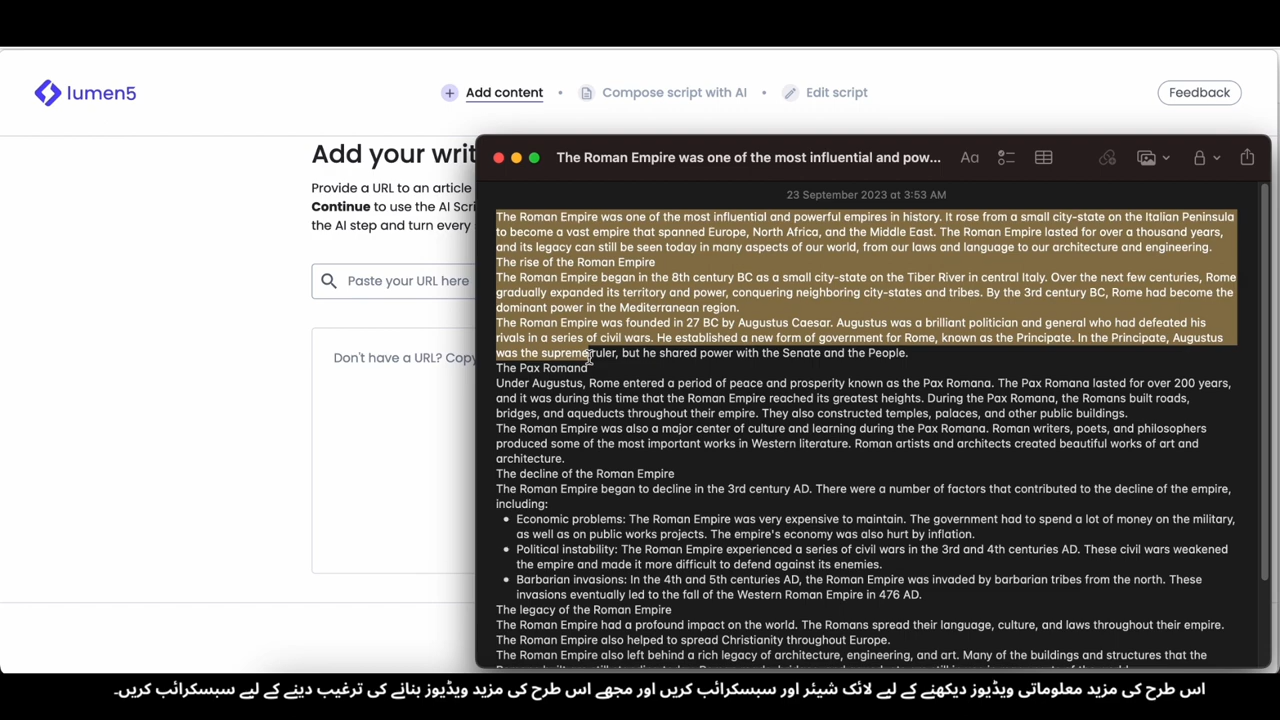 lumen5
Add content
Compose script with AI
Edit script
Feedback
Add your writ
Provide a URL to an article
Continue to use the AI Scri
the AI step and turn every
Paste your URL here
Don't have a URL? Copy
The Roman Empire was one of the most influential and pow...
Aa
23 September 2023 at 3:53 AM
The Roman Empire was one of the most influential and powerful empires in history. It rose from a small city-state on the Italian Peninsula
to become a vast empire that spanned Europe, North Africa, and the Middle East. The Roman Empire lasted for over a thousand years,
and its legacy can still be seen today in many aspects of our world, from our laws and language to our architecture and engineering.
The rise of the Roman Empire
The Roman Empire began in the 8th century BC as a small city-state on the Tiber River in central Italy. Over the next few centuries, Rome
gradually expanded its territory and power, conquering neighboring city-states and tribes. By the 3rd century BC, Rome had become the
dominant power in the Mediterranean region.
The Roman Empire was founded in 27 BC by Augustus Caesar. Augustus was a brilliant politician and general who had defeated his
rivals in a series of civil wars. He established a new form of government for Rome, known as the Principate. In the Principate, Augustus
was the supreme ruler, but he shared power with the Senate and the People.
The Pax Romana
Under Augustus, Rome entered a period of peace and prosperity known as the Pax Romana. The Pax Romana lasted for over 200 years,
and it was during this time that the Roman Empire reached its greatest heights. During the Pax Romana, the Romans built roads,
bridges, and aqueducts throughout their empire. They also constructed temples, palaces, and other public buildings.
The Roman Empire was also a major center of culture and learning during the Pax Romana. Roman writers, poets, and philosophers
produced some of the most important works in Western literature. Roman artists and architects created beautiful works of art and
architecture.
The decline of the Roman Empire
The Roman Empire began to decline in the 3rd century AD. There were a number of factors that contributed to the decline of the empire,
including:
• Economic problems: The Roman Empire was very expensive to maintain. The government had to spend a lot of money on the military,
as well as on public works projects. The empire's economy was also hurt by inflation.
• Political instability: The Roman Empire experienced a series of civil wars in the 3rd and 4th centuries AD. These civil wars weakened
the empire and made it more difficult to defend against its enemies.
• Barbarian invasions: In the 4th and 5th centuries AD, the Roman Empire was invaded by barbarian tribes from the north. These
invasions eventually led to the fall of the Western Roman Empire in 476 AD.
The legacy of the Roman Empire
The Roman Empire had a profound impact on the world. The Romans spread their language, culture, and laws throughout their empire.
The Roman Empire also helped to spread Christianity throughout Europe.
The Roman Empire also left behind a rich legacy of architecture, engineering, and art. Many of the buildings and structures that the
اس طرح کی مزید معلوماتی ویڈیوز دیکھنے کے لیے لائک شیئر اور سبسکرائب کریں اور مجھے اس طرح کی مزید ویڈیوز بنانے کی ترغیب دینے کے لیے سبسکرائب کریں۔